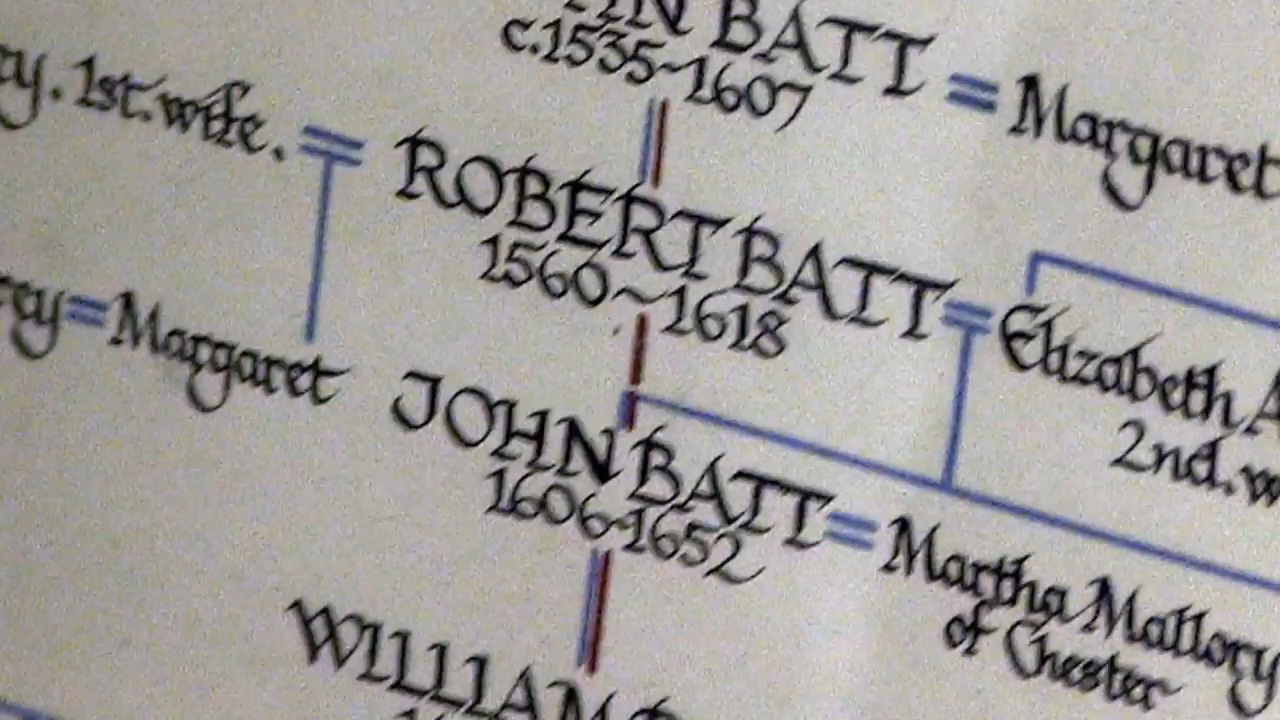 BATT = Margaret
c.1535~1607
1st. wife. = ROBERT BATT = Elizabeth
1560~1618
2nd.
= Margaret
JOHN BATT = Martha Mallory
1606~1652
of Chester
WILLIAM